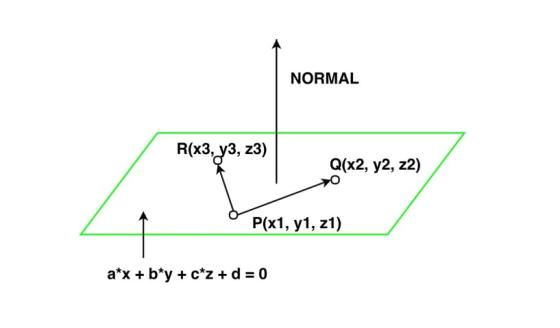 NORMAL
R(x3, y3, z3)
Q(x2, y2, z2)
P(x1, y1, z1)
a*x + b*y + c*z + d = 0